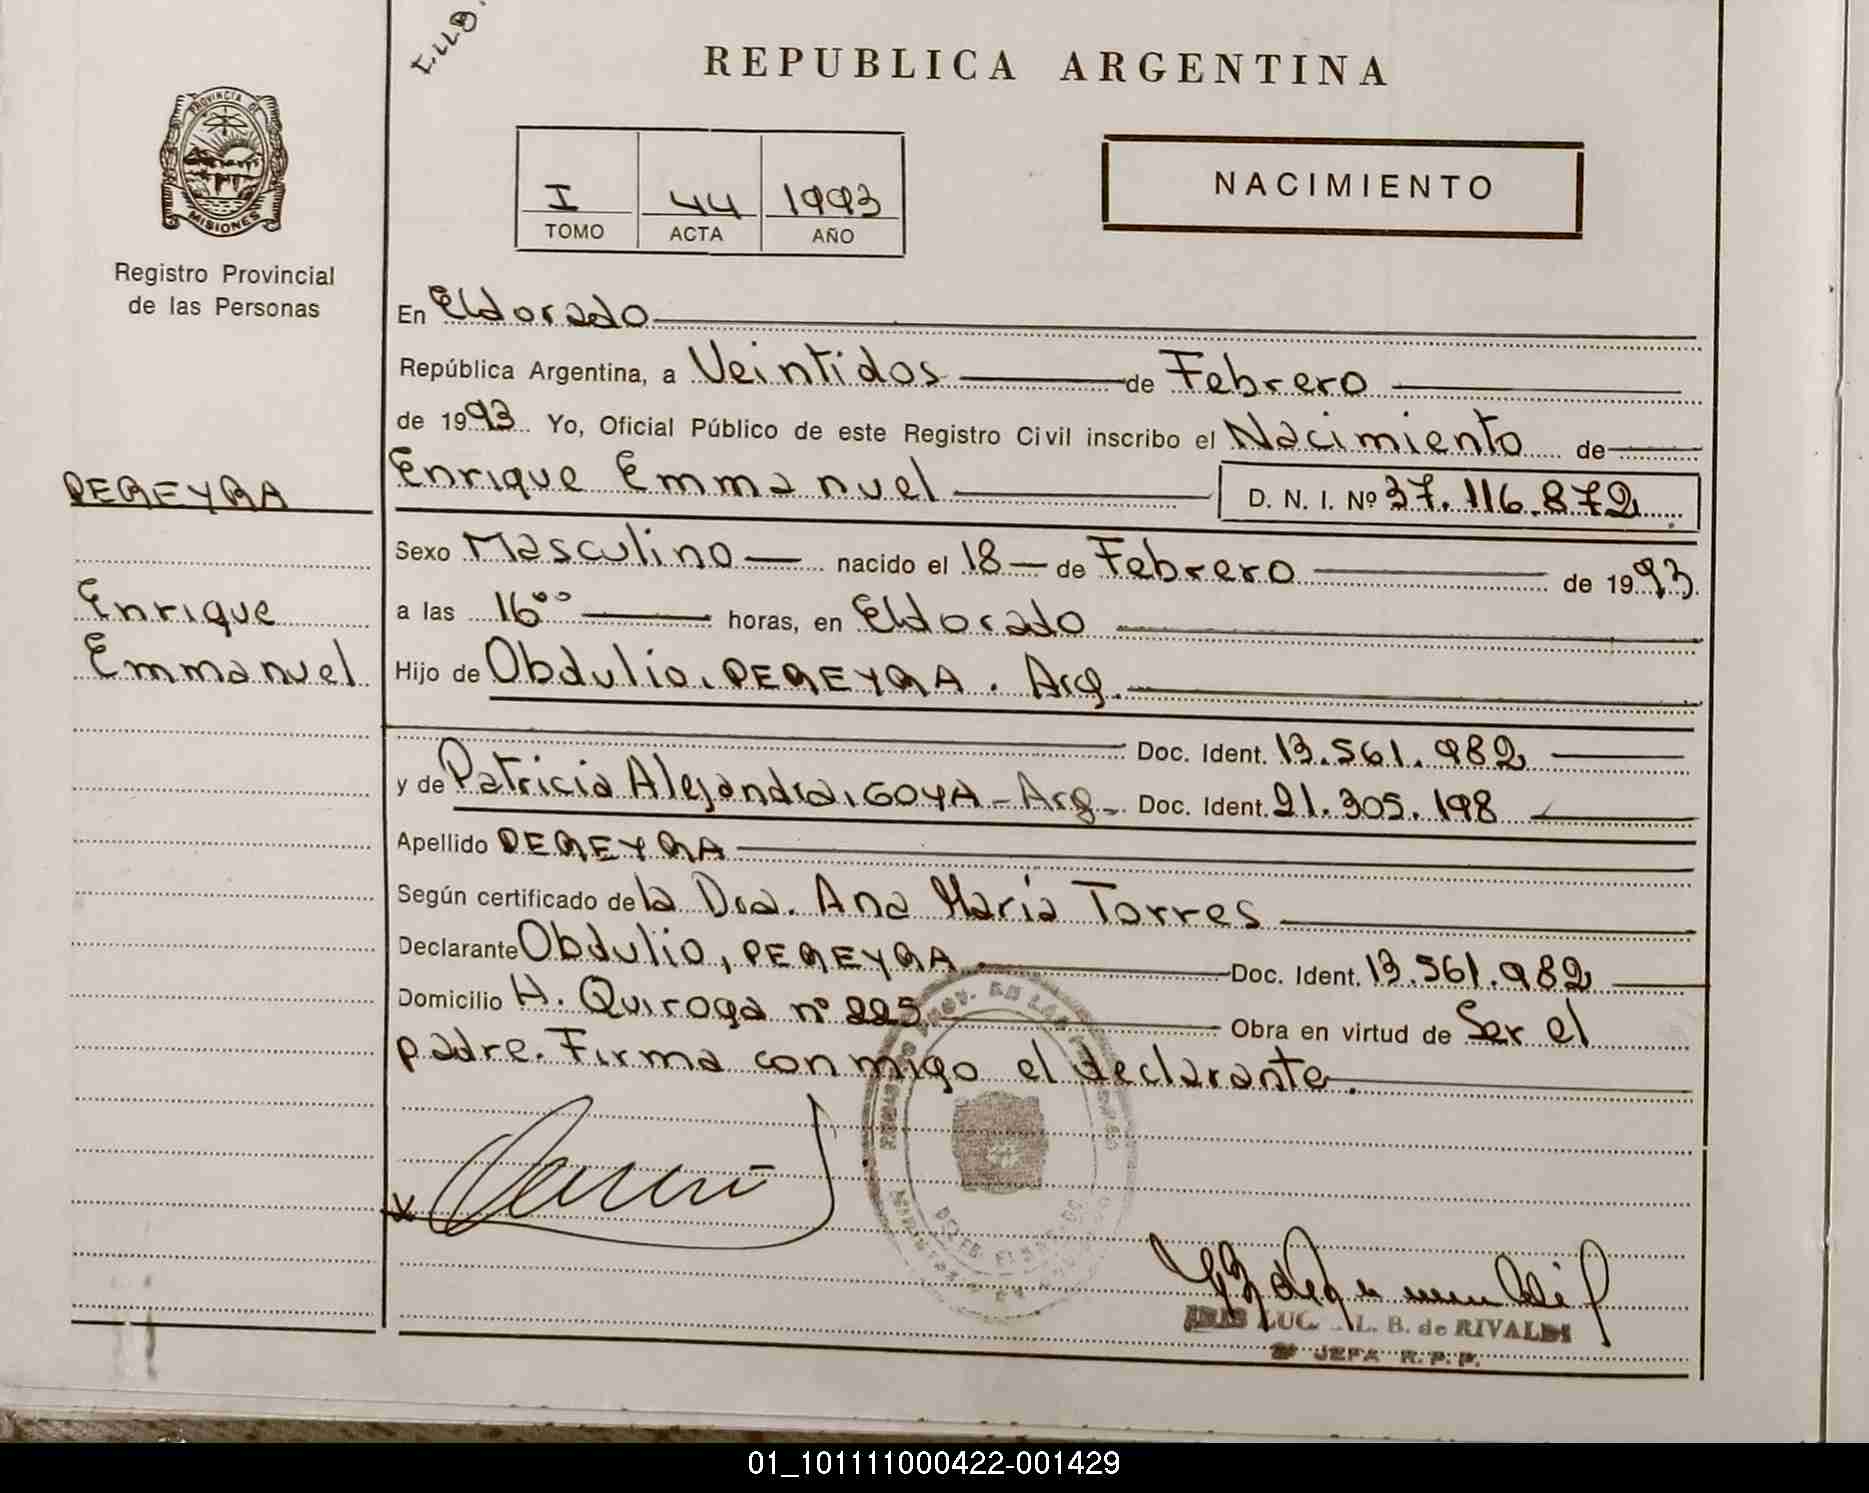 REPUBLICA ARGENTINA
PROVINCIA DE
MISIONES
Registro Provincial
de las Personas
I 44 1993
TOMO ACTA AÑO
NACIMIENTO
En Eldorado
República Argentina, a Veintidos de Febrero
de 1993 Yo, Oficial Público de este Registro Civil inscribo el Nacimiento de
PEREYRA
Enrique Emmanuel D. N. I. Nº 37.116.872
Sexo Masculino nacido el 18 de Febrero de 1993
Enrique
a las 16°° horas, en Eldorado
Emmanuel
Hijo de Obdulio, PEREYRA. Arg.
Doc. Ident. 13.561.982
y de Patricia Alejandra, GOYA - Arg - Doc. Ident. 21.305.198
Apellido PEREYRA
Según certificado de la Dra. Ana María Torres
Declarante Obdulio, PEREYRA Doc. Ident. 13.561.982
Domicilio H. Quiroga nº 225 Obra en virtud de Ser el
padre. Firma conmigo el declarante.
L. B. de RIVALDI
2º JEFA R. P. P.
01_101111000422-001429